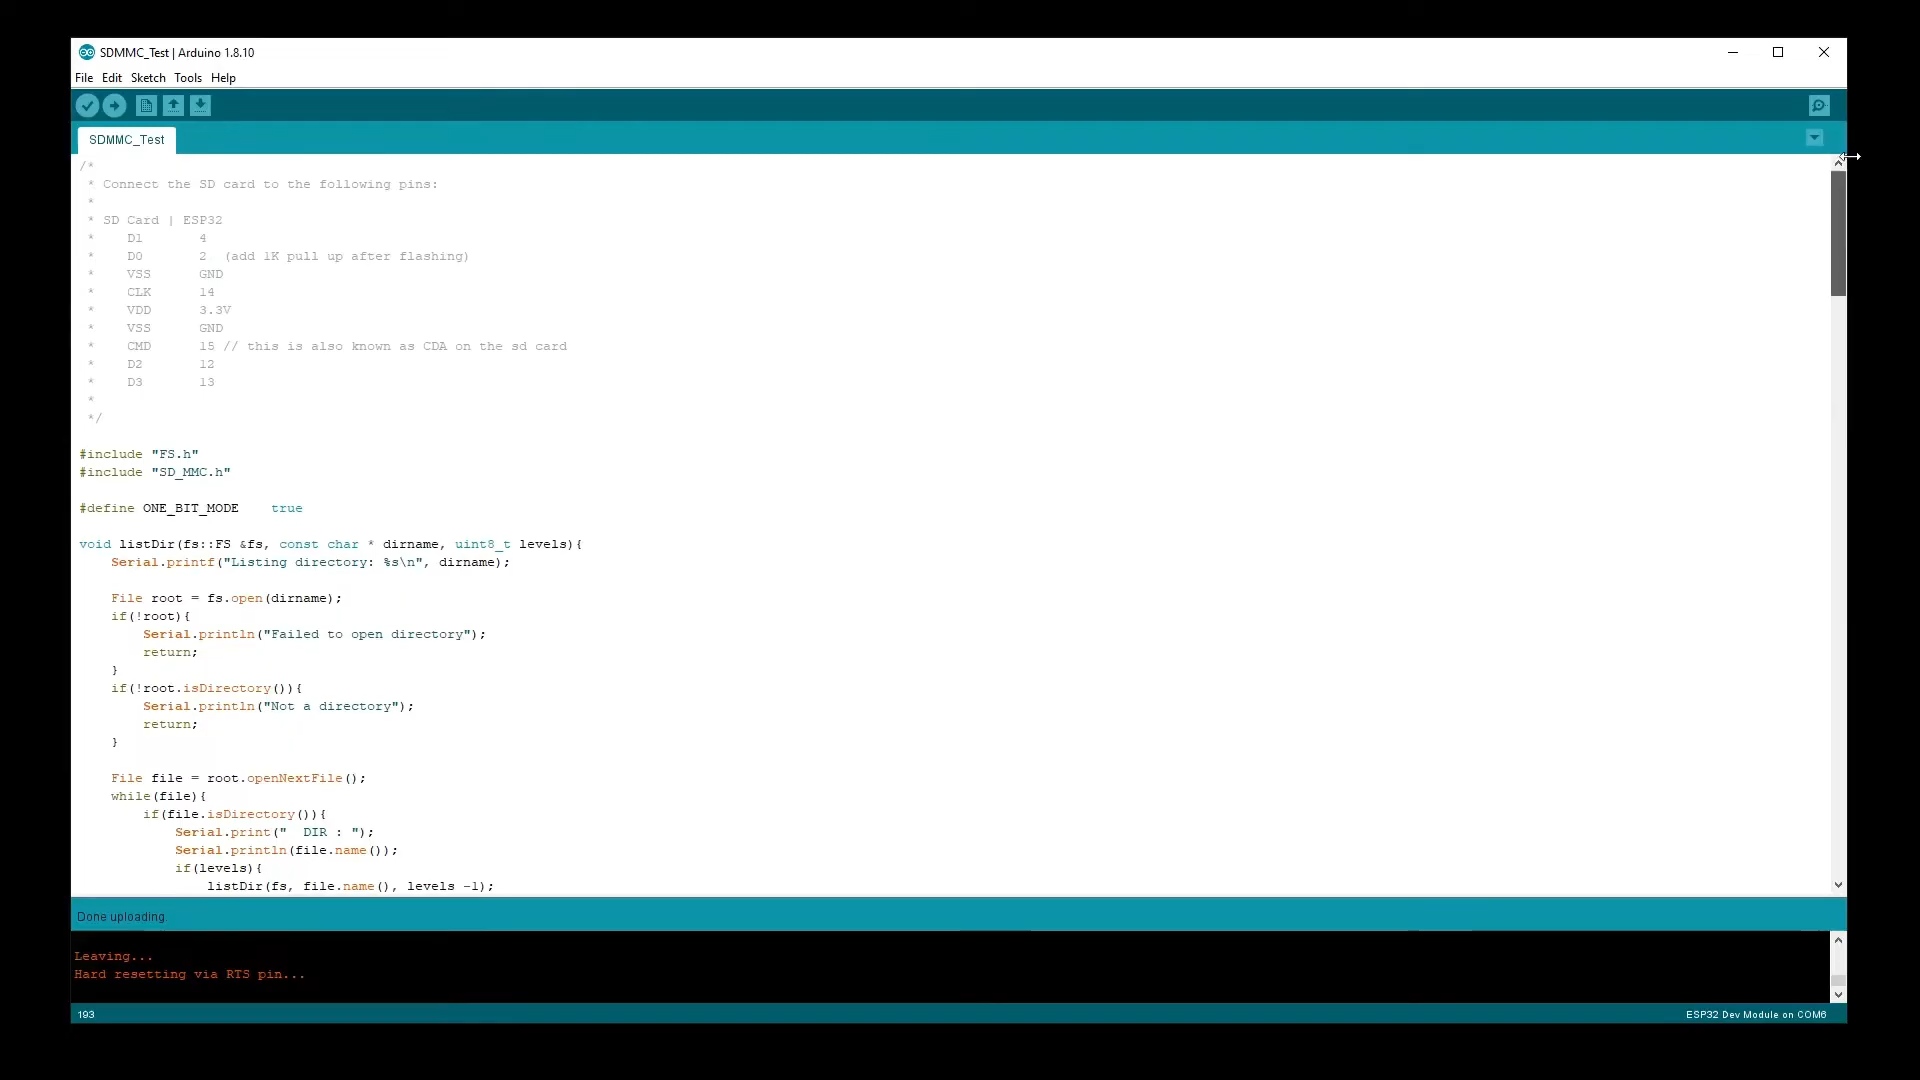 SDMMC_Test | Arduino 1.8.10
File Edit Sketch Tools Help
SDMMC_Test
/*
 * Connect the SD card to the following pins:
 *
 * SD Card | ESP32
 *    D1       4
 *    D0       2  (add 1K pull up after flashing)
 *    VSS      GND
 *    CLK      14
 *    VDD      3.3V
 *    VSS      GND
 *    CMD      15 // this is also known as CDA on the sd card
 *    D2       12
 *    D3       13
 *
 */
#include "FS.h"
#include "SD_MMC.h"
#define ONE_BIT_MODE    true
void listDir(fs::FS &fs, const char * dirname, uint8_t levels){
    Serial.printf("Listing directory: %s\n", dirname);
    File root = fs.open(dirname);
    if(!root){
        Serial.println("Failed to open directory");
        return;
    }
    if(!root.isDirectory()){
        Serial.println("Not a directory");
        return;
    }
    File file = root.openNextFile();
    while(file){
        if(file.isDirectory()){
            Serial.print("  DIR : ");
            Serial.println(file.name());
            if(levels){
                listDir(fs, file.name(), levels -1);
Done uploading.
Leaving...
Hard resetting via RTS pin...
193
ESP32 Dev Module on COM6